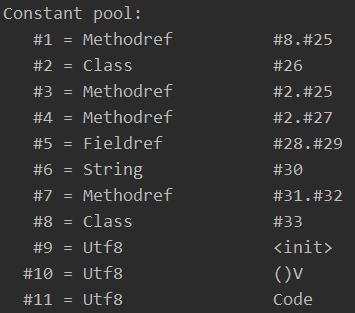 Constant pool:
#1 = Methodref #8.#25
#2 = Class #26
#3 = Methodref #2.#25
#4 = Methodref #2.#27
#5 = Fieldref #28.#29
#6 = String #30
#7 = Methodref #31.#32
#8 = Class #33
#9 = Utf8 <init>
#10 = Utf8 ()V
#11 = Utf8 Code